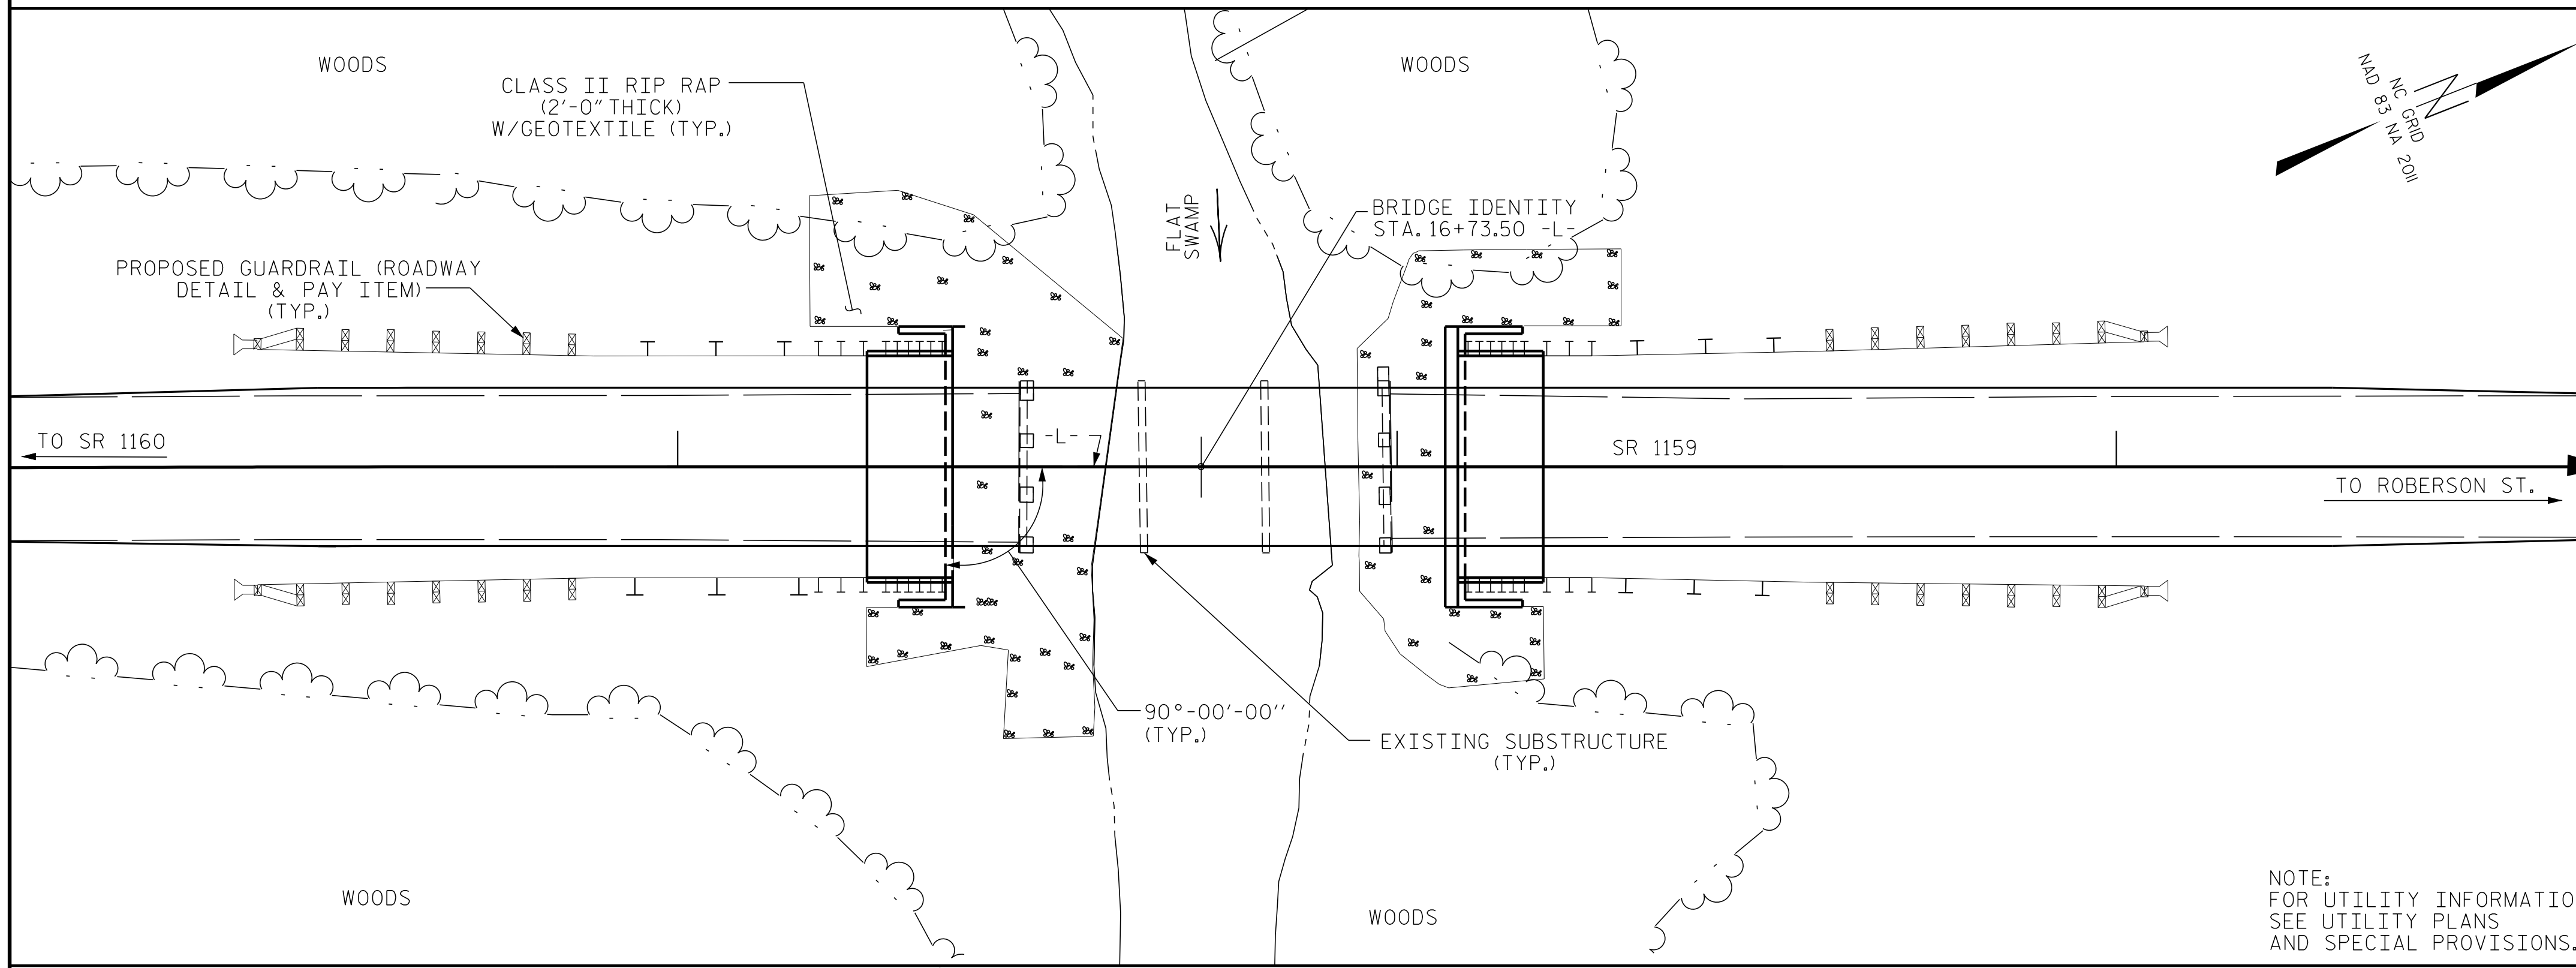 WOODS
CLASS II RIP RAP
(2'-0" THICK)
W/GEOTEXTILE (TYP.)
WOODS
NC GRID
NAD 83 NA 2011
FLAT
SWAMP
BRIDGE IDENTITY
STA. 16+73.50 -L-
PROPOSED GUARDRAIL (ROADWAY
DETAIL & PAY ITEM)
(TYP.)
TO SR 1160
-L-
SR 1159
TO ROBERSON ST.
90°-00'-00''
(TYP.)
EXISTING SUBSTRUCTURE
(TYP.)
WOODS
WOODS
NOTE:
FOR UTILITY INFORMATIO
SEE UTILITY PLANS
AND SPECIAL PROVISIONS.